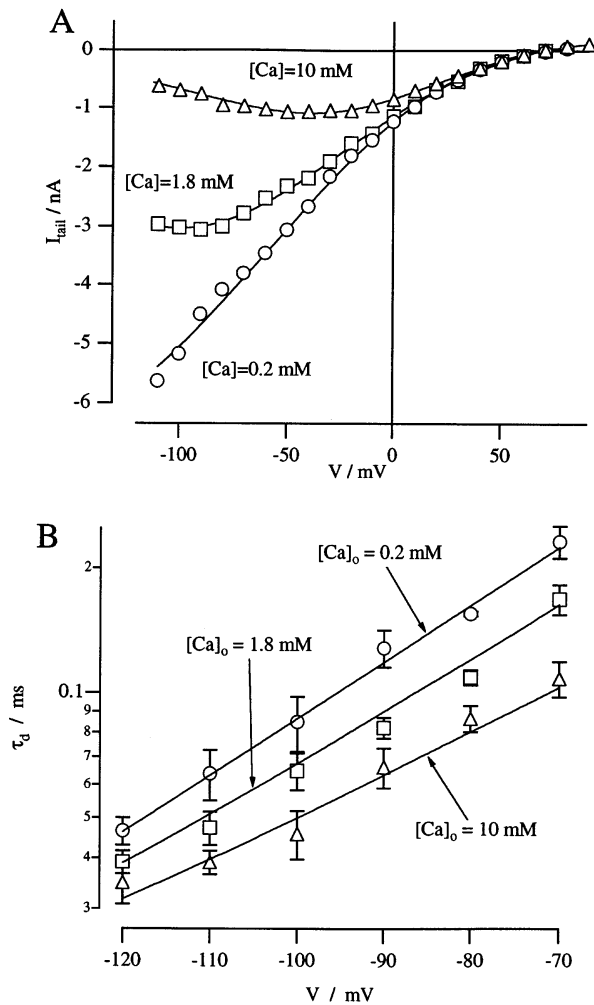 A
0
-1
-2
-3
-4
-5
-6
I_tail / nA
[Ca]=10 mM
[Ca]=1.8 mM
[Ca]=0.2 mM
-100
-50
0
50
V / mV
B
2
0.1
9
8
7
6
5
4
3
τ_d / ms
[Ca]_o = 0.2 mM
[Ca]_o = 1.8 mM
[Ca]_o = 10 mM
-120
-110
-100
-90
-80
-70
V / mV